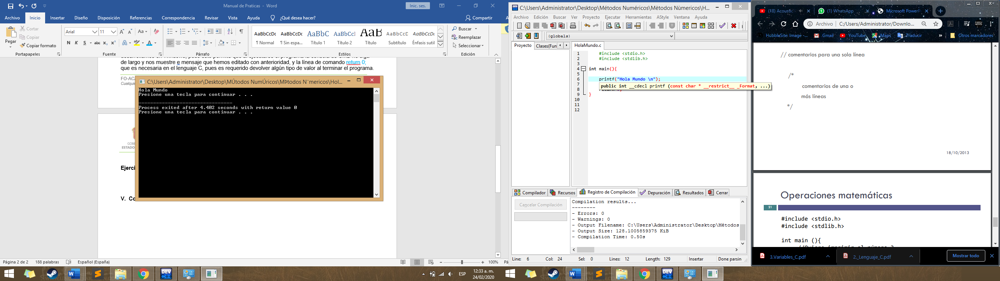 Manual de Praticas - Word
Inic. ses.
Archivo Inicio Insertar Diseño Disposición Referencias Correspondencia Revisar Vista Ayuda ¿Qué desea hacer? Compartir
Pegar
Cortar
Copiar
Copiar formato
Portapapeles
Arial 11
N K S abc x₂ x²
Fuente
Párrafo
AaBbCcDc AaBbCcDc AaBbC AaBbCcl AaB AaBbCcD AaBbCcDc
¶ Normal ¶ Sin espa... Título 1 Título 2 Título Subtítulo Énfasis sutil
Estilos
Buscar
Reemplazar
Seleccionar
Edición
de largo y nos muestre e mensaje que hemos editado con anterioridad, y la línea de comando return 0;
que es necesaria en el lenguaje C, pues es requerido devolver algún tipo de valor al terminar el programa.
FO-AC
Cualquie
C:\Users\Administrator\Desktop\MÚtodos NumÚricos\MÞtodos N¨mericos\Hol...
Hola Mundo
Presione una tecla para continuar . . .
--------------------------------
Process exited after 4.402 seconds with return value 0
Presione una tecla para continuar . . .
GOBI
ESTADO
Ejerci
V. Co
Página 2 de 2 188 palabras Español (España) 100%
C:\Users\Administrator\Desktop\Métodos Numéricos\Mètodos Nùmericos\H...
Archivo Edición Buscar Ver Proyecto Ejecutar Herramientas AStyle Ventana Ayuda
(globals)
Proyecto Clases(Fun
HoleMundo.c
1 #include <stdio.h>
2 #include <stdlib.h>
3
4 int main(){
5
6 printf("Hola Mundo \n");
7 public int __cdecl printf (const char * __restrict__ _Format, ...)
8 return 0;
9 }
10
11
12
Compilador Recursos Registro de Compilación Depuración Resultados Cerrar
Cancelar Compilación
Compilation results...
--------
- Errors: 0
- Warnings: 0
- Output Filename: C:\Users\Administrator\Desktop\Métodos
- Output Size: 128.1005859375 KiB
- Compilation Time: 0.50s
Line: 6 Col: 24 Sel: 0 Lines: 12 Length: 129 Insertar Done parsin
(18) Acoustic (1) WhatsApp Microsoft PowerP
Archivo C:/Users/Administrator/Downlo...
HubbleSite: Image -... Gmail YouTube Maps Traducir » Otros marcadores
// comentarios para una sola línea
/*
comentarios de una o
más líneas
*/
18/10/2013
Operaciones matemáticas
21
#include <stdio.h>
#include <stdlib.h>
int main (){
3.Variables_C.pdf 2._Lenguaje_C.pdf Mostrar todo
ESP 12:33 a. m.
24/02/2020